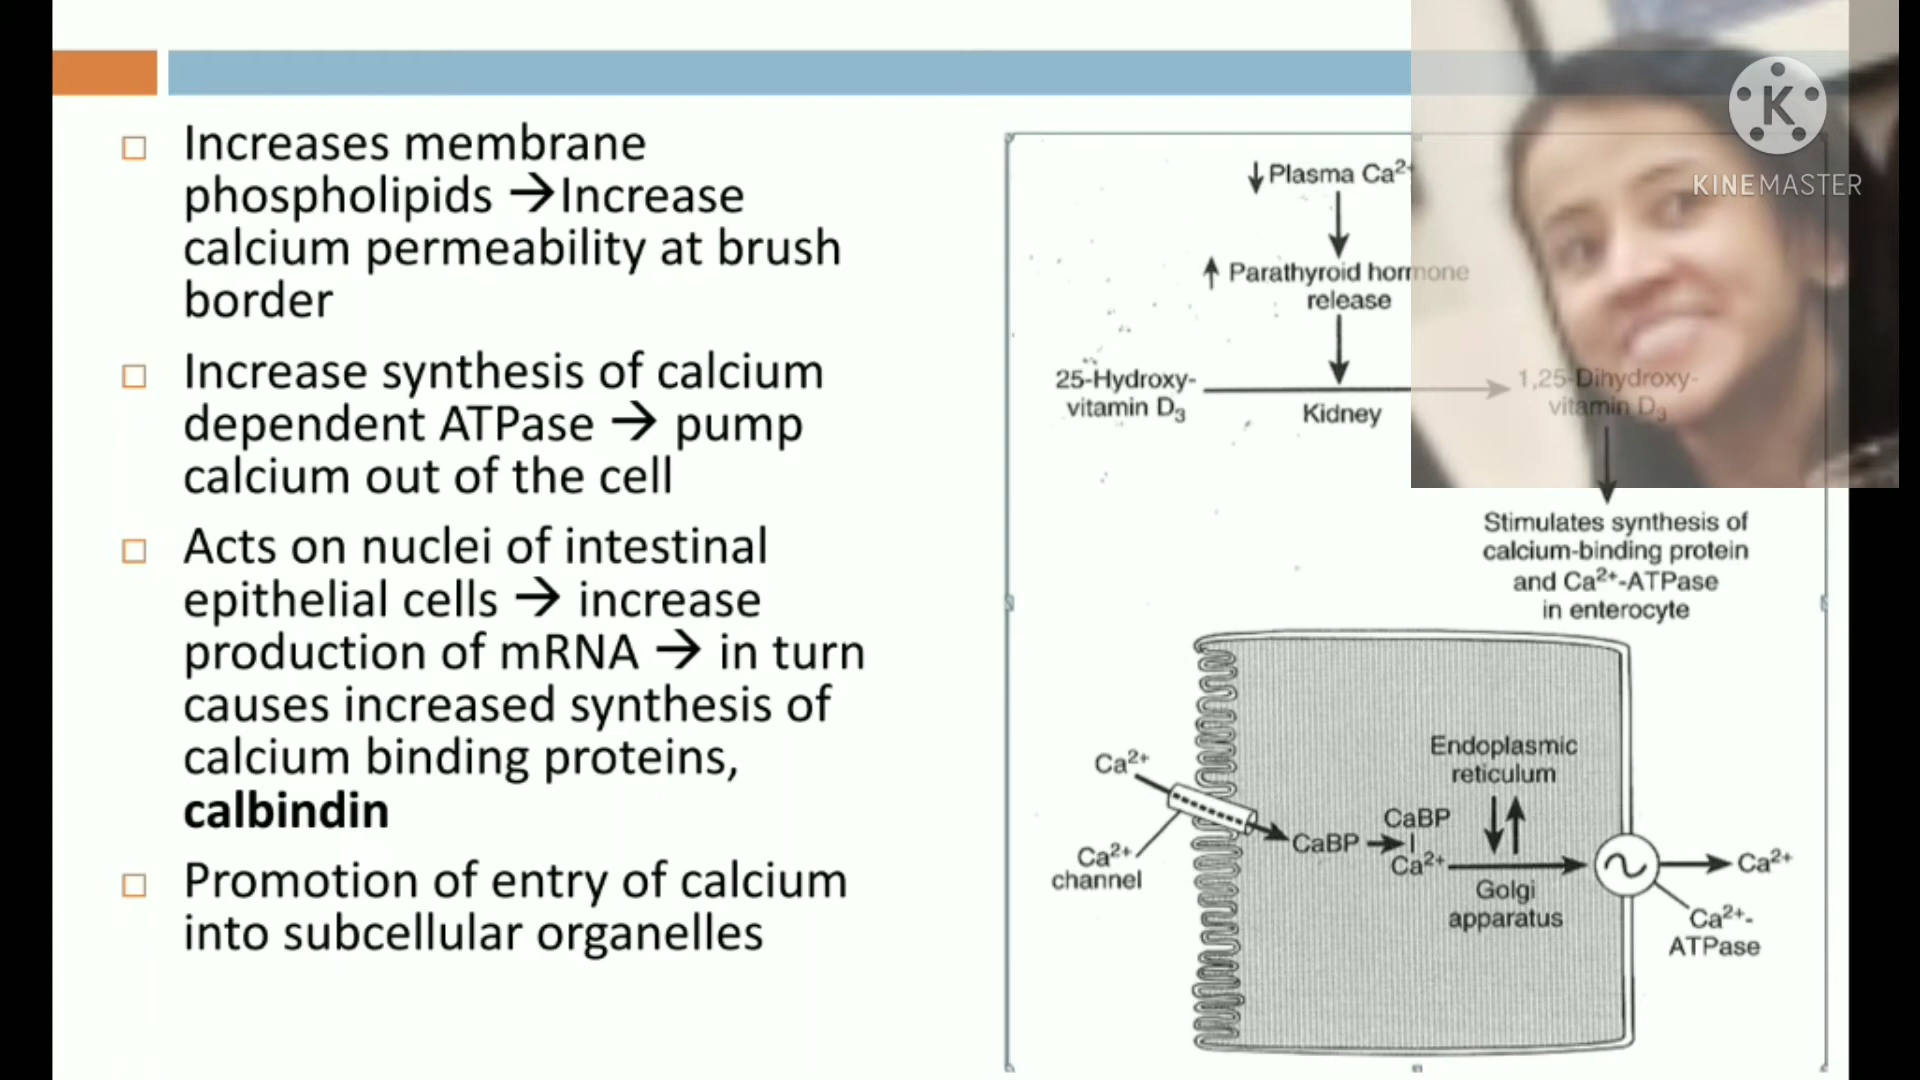 Increases membrane
phospholipids →Increase
calcium permeability at brush
border
Increase synthesis of calcium
dependent ATPase → pump
calcium out of the cell
Acts on nuclei of intestinal
epithelial cells → increase
production of mRNA → in turn
causes increased synthesis of
calcium binding proteins,
calbindin
Promotion of entry of calcium
into subcellular organelles
K
KINEMASTER
↓ Plasma Ca²⁺
↑ Parathyroid hormone
release
25-Hydroxy-
vitamin D₃
Kidney
1,25-Dihydroxy-
vitamin D₃
Stimulates synthesis of
calcium-binding protein
and Ca²⁺-ATPase
in enterocyte
Ca²⁺
Ca²⁺
channel
CaBP
CaBP
Ca²⁺
Endoplasmic
reticulum
Golgi
apparatus
Ca²⁺
Ca²⁺-
ATPase